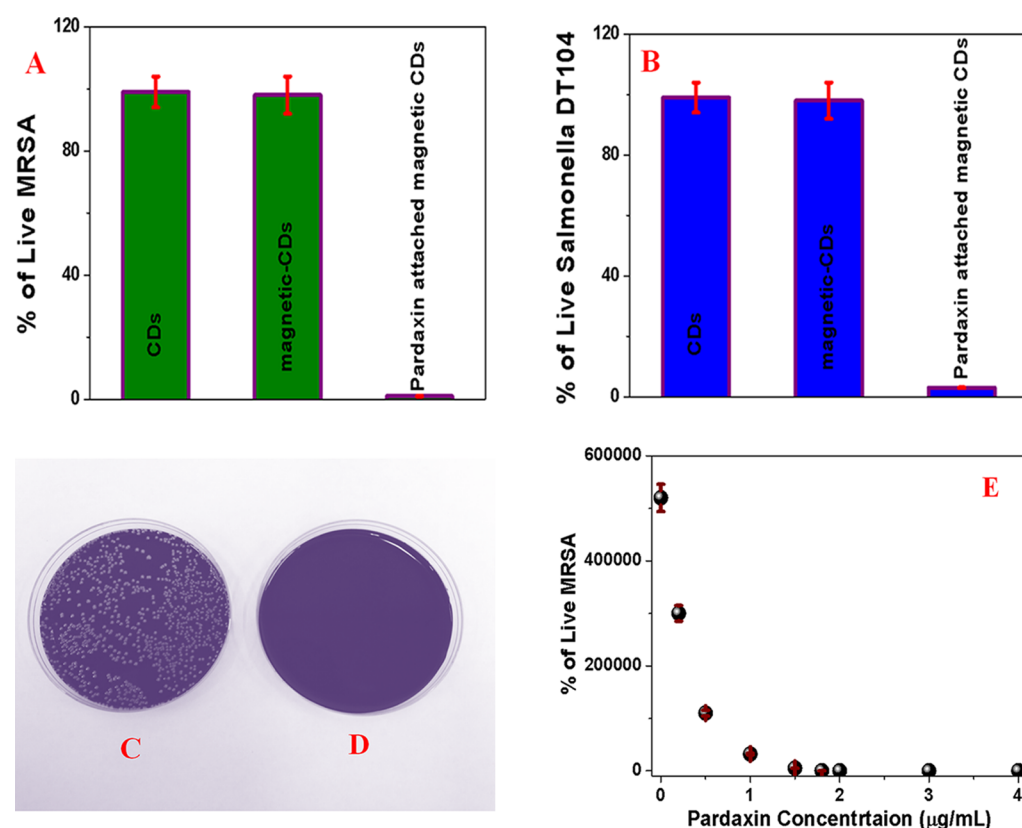 A
% of Live MRSA
120
80
40
0
CDs
magnetic-CDs
Pardaxin attached magnetic CDs
B
% of Live Salmonella DT104
120
80
40
0
CDs
magnetic-CDs
Pardaxin attached magnetic CDs
C
D
E
% of Live MRSA
600000
400000
200000
0
0 1 2 3 4
Pardaxin Concentrtaion (μg/mL)